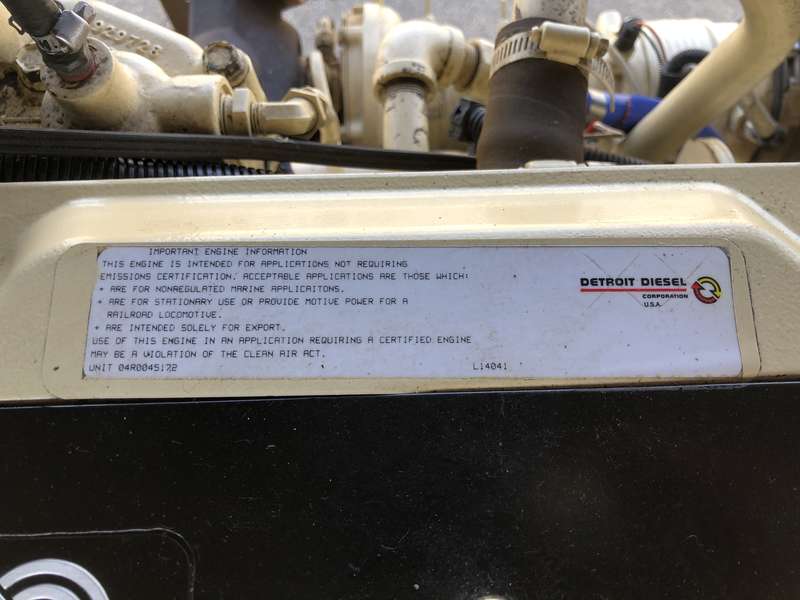 IMPORTANT ENGINE INFORMATION
THIS ENGINE IS INTENDED FOR APPLICATIONS NOT REQUIRING
EMISSIONS CERTIFICATION. ACCEPTABLE APPLICATIONS ARE THOSE WHICH:
+ ARE FOR NONREGULATED MARINE APPLICAITONS.
+ ARE FOR STATIONARY USE OR PROVIDE MOTIVE POWER FOR A
RAILROAD LOCOMOTIVE.
+ ARE INTENDED SOLELY FOR EXPORT.
USE OF THIS ENGINE IN AN APPLICATION REQUIRING A CERTIFIED ENGINE
MAY BE A VIOLATION OF THE CLEAN AIR ACT.
UNIT 04R0045172
L14041
DETROIT DIESEL
CORPORATION
U.S.A.